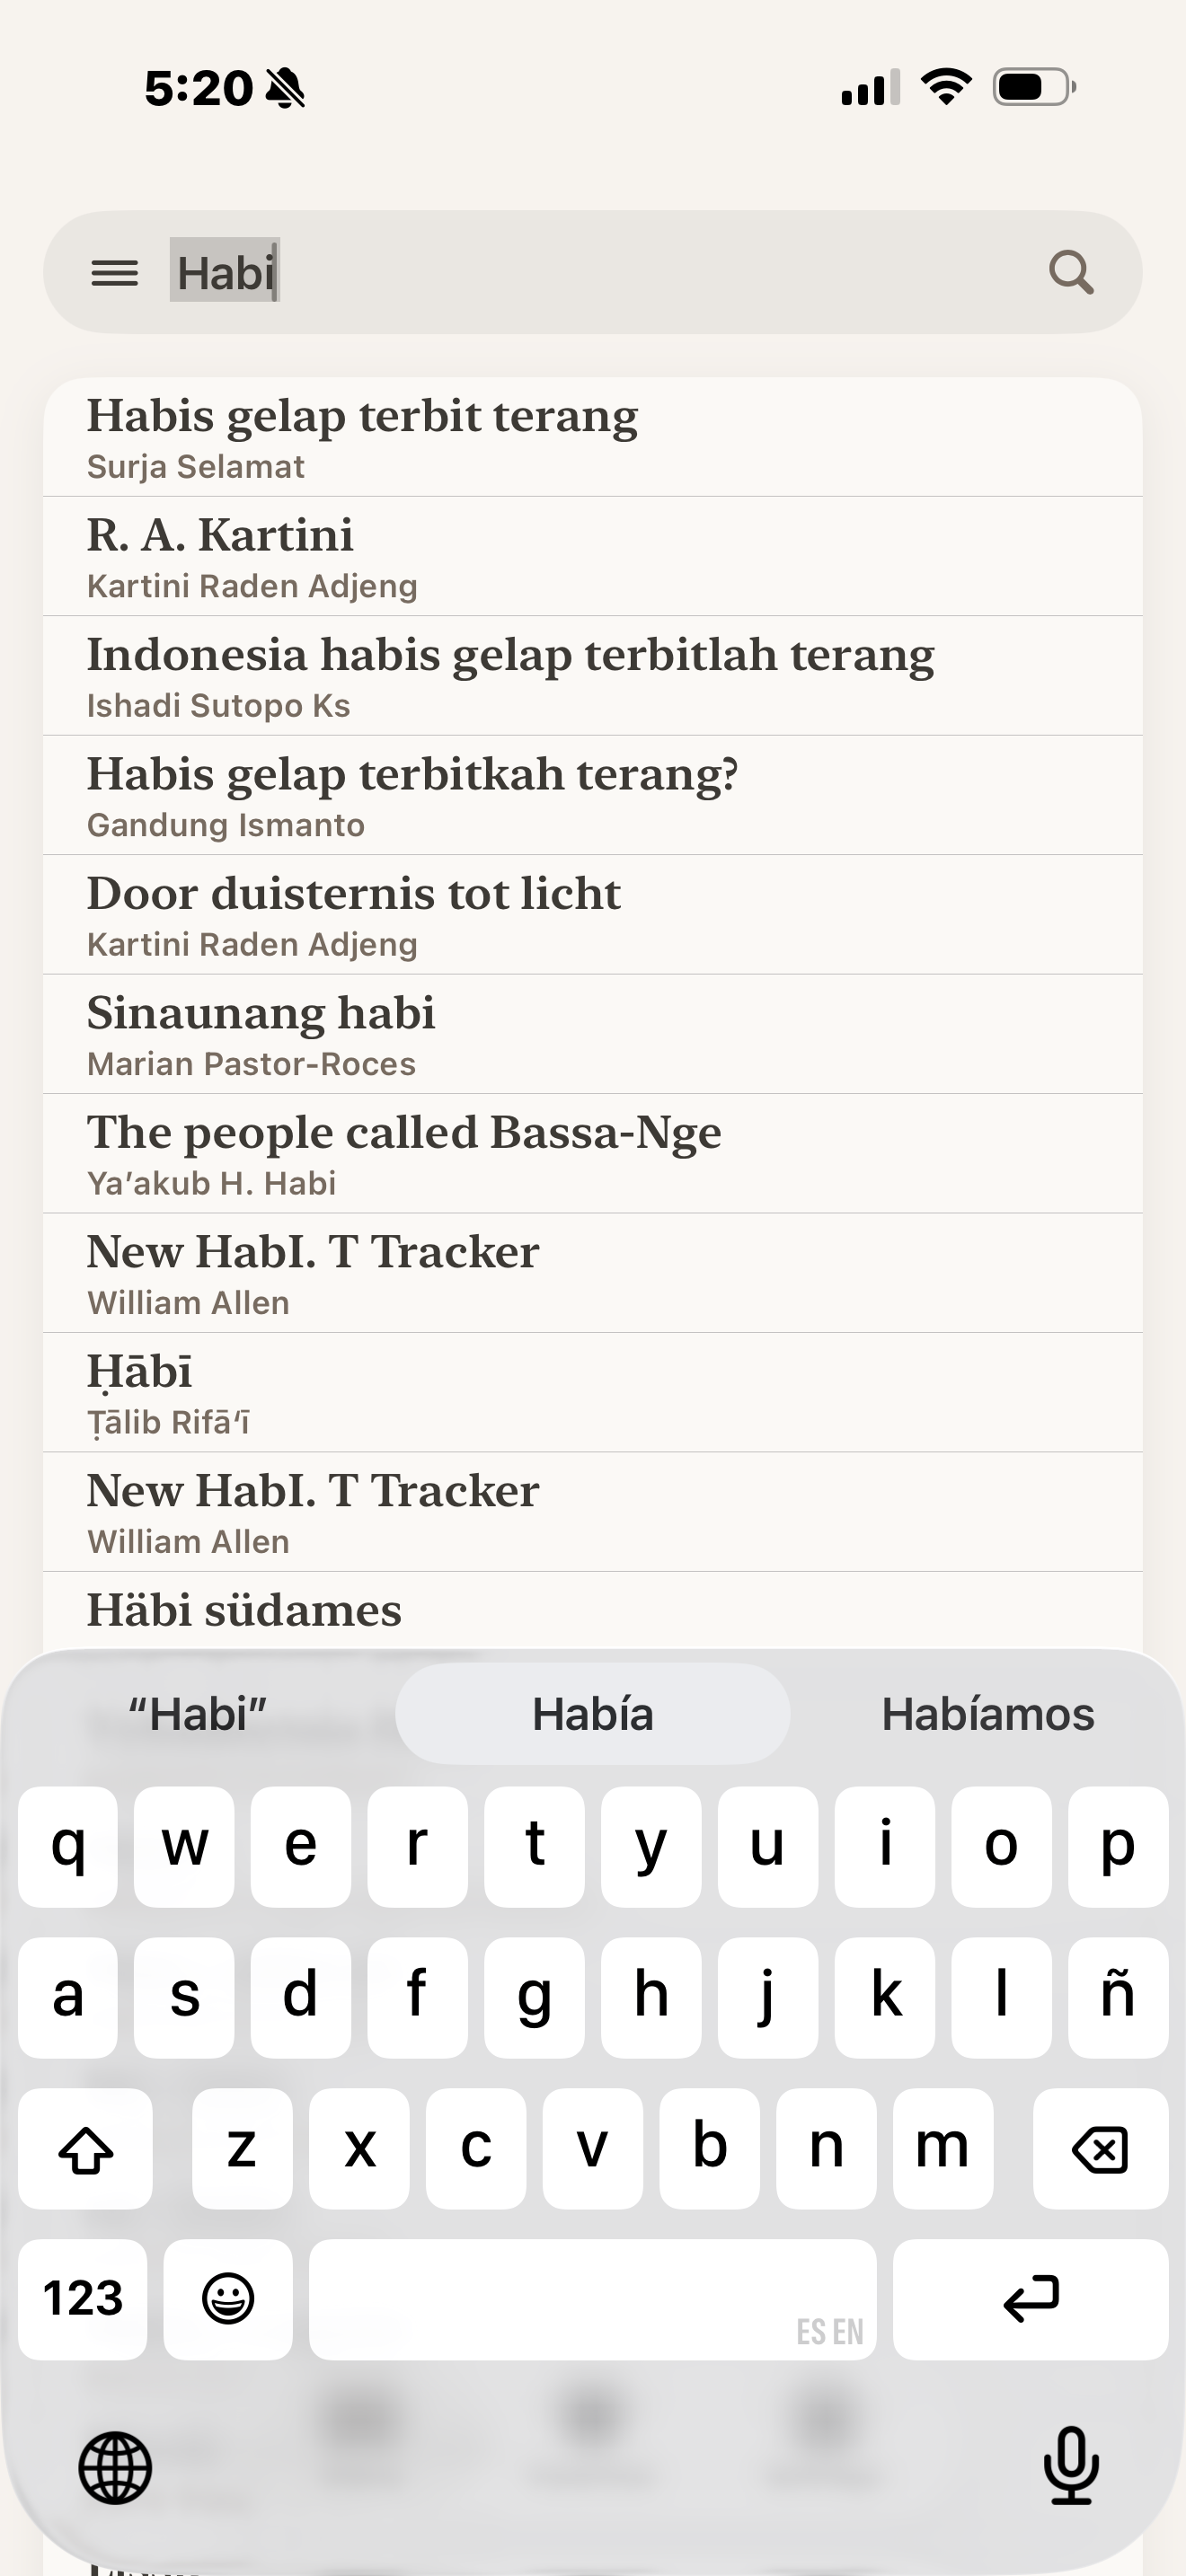 5:20
Habi
Habis gelap terbit terang
Surja Selamat
R. A. Kartini
Kartini Raden Adjeng
Indonesia habis gelap terbitlah terang
Ishadi Sutopo Ks
Habis gelap terbitkah terang?
Gandung Ismanto
Door duisternis tot licht
Kartini Raden Adjeng
Sinaunang habi
Marian Pastor-Roces
The people called Bassa-Nge
Ya’akub H. Habi
New HabI. T Tracker
William Allen
Ḥābī
Ṭālib Rifāʻī
New HabI. T Tracker
William Allen
Häbi südames
“Habi” Había Habíamos
q w e r t y u i o p
a s d f g h j k l ñ
z x c v b n m
123
ES EN